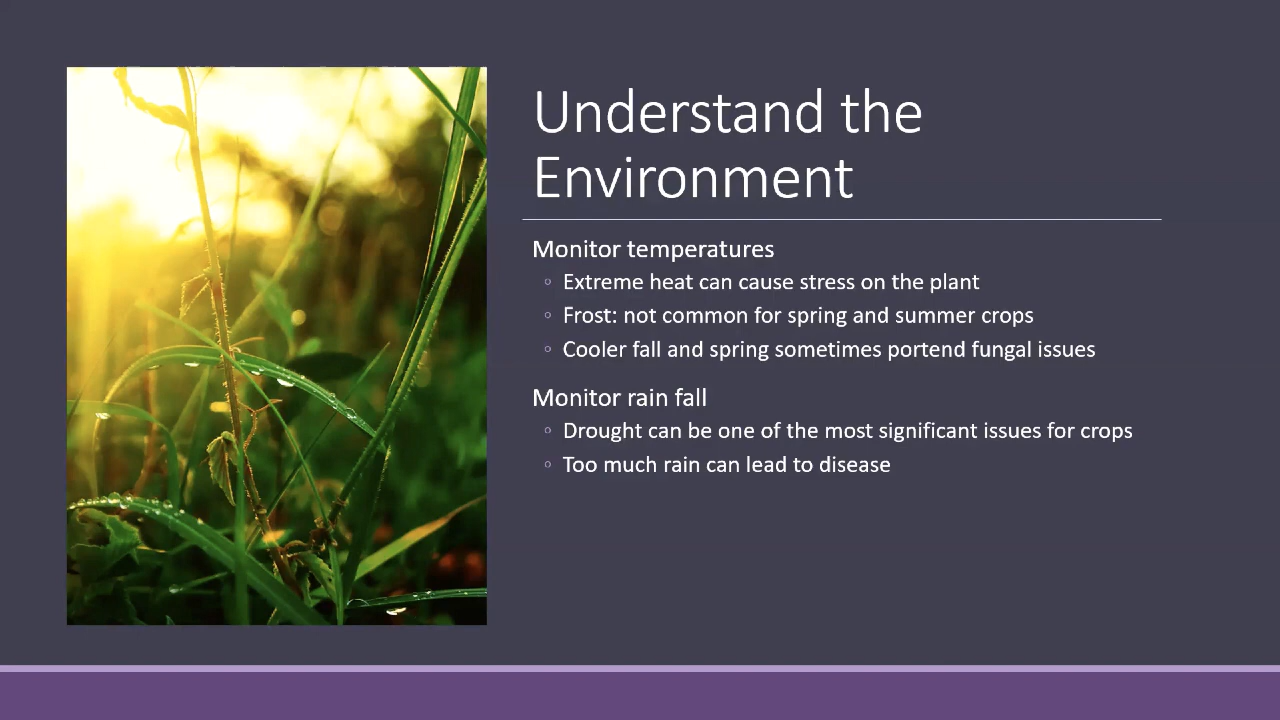 Understand the
Environment
Monitor temperatures
◦ Extreme heat can cause stress on the plant
◦ Frost: not common for spring and summer crops
◦ Cooler fall and spring sometimes portend fungal issues
Monitor rain fall
◦ Drought can be one of the most significant issues for crops
◦ Too much rain can lead to disease